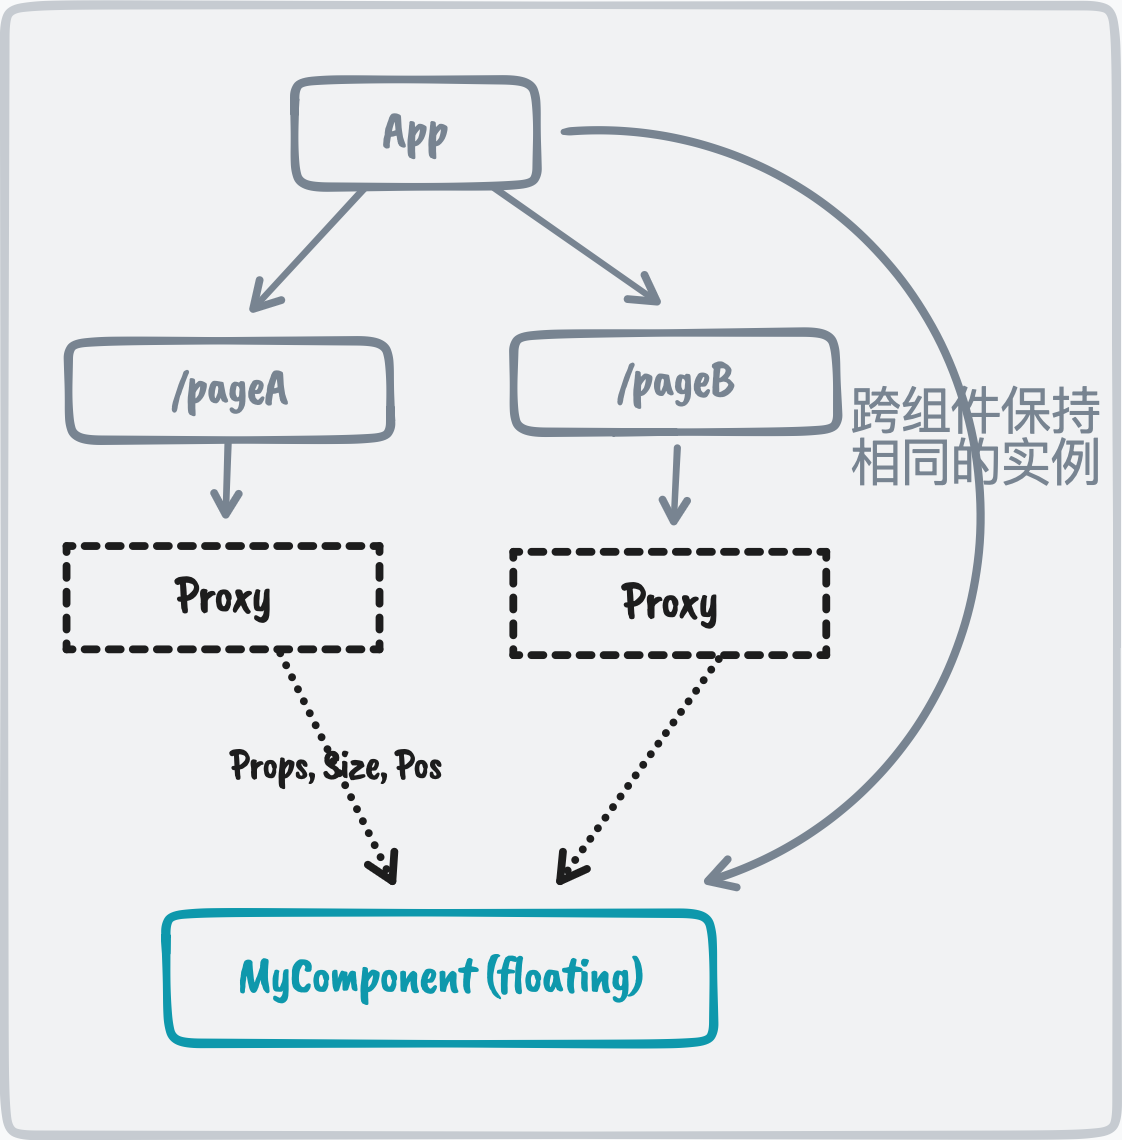 App
/pageA
/pageB
跨组件保持
相同的实例
Proxy
Proxy
Props, Size, Pos
MyComponent (floating)